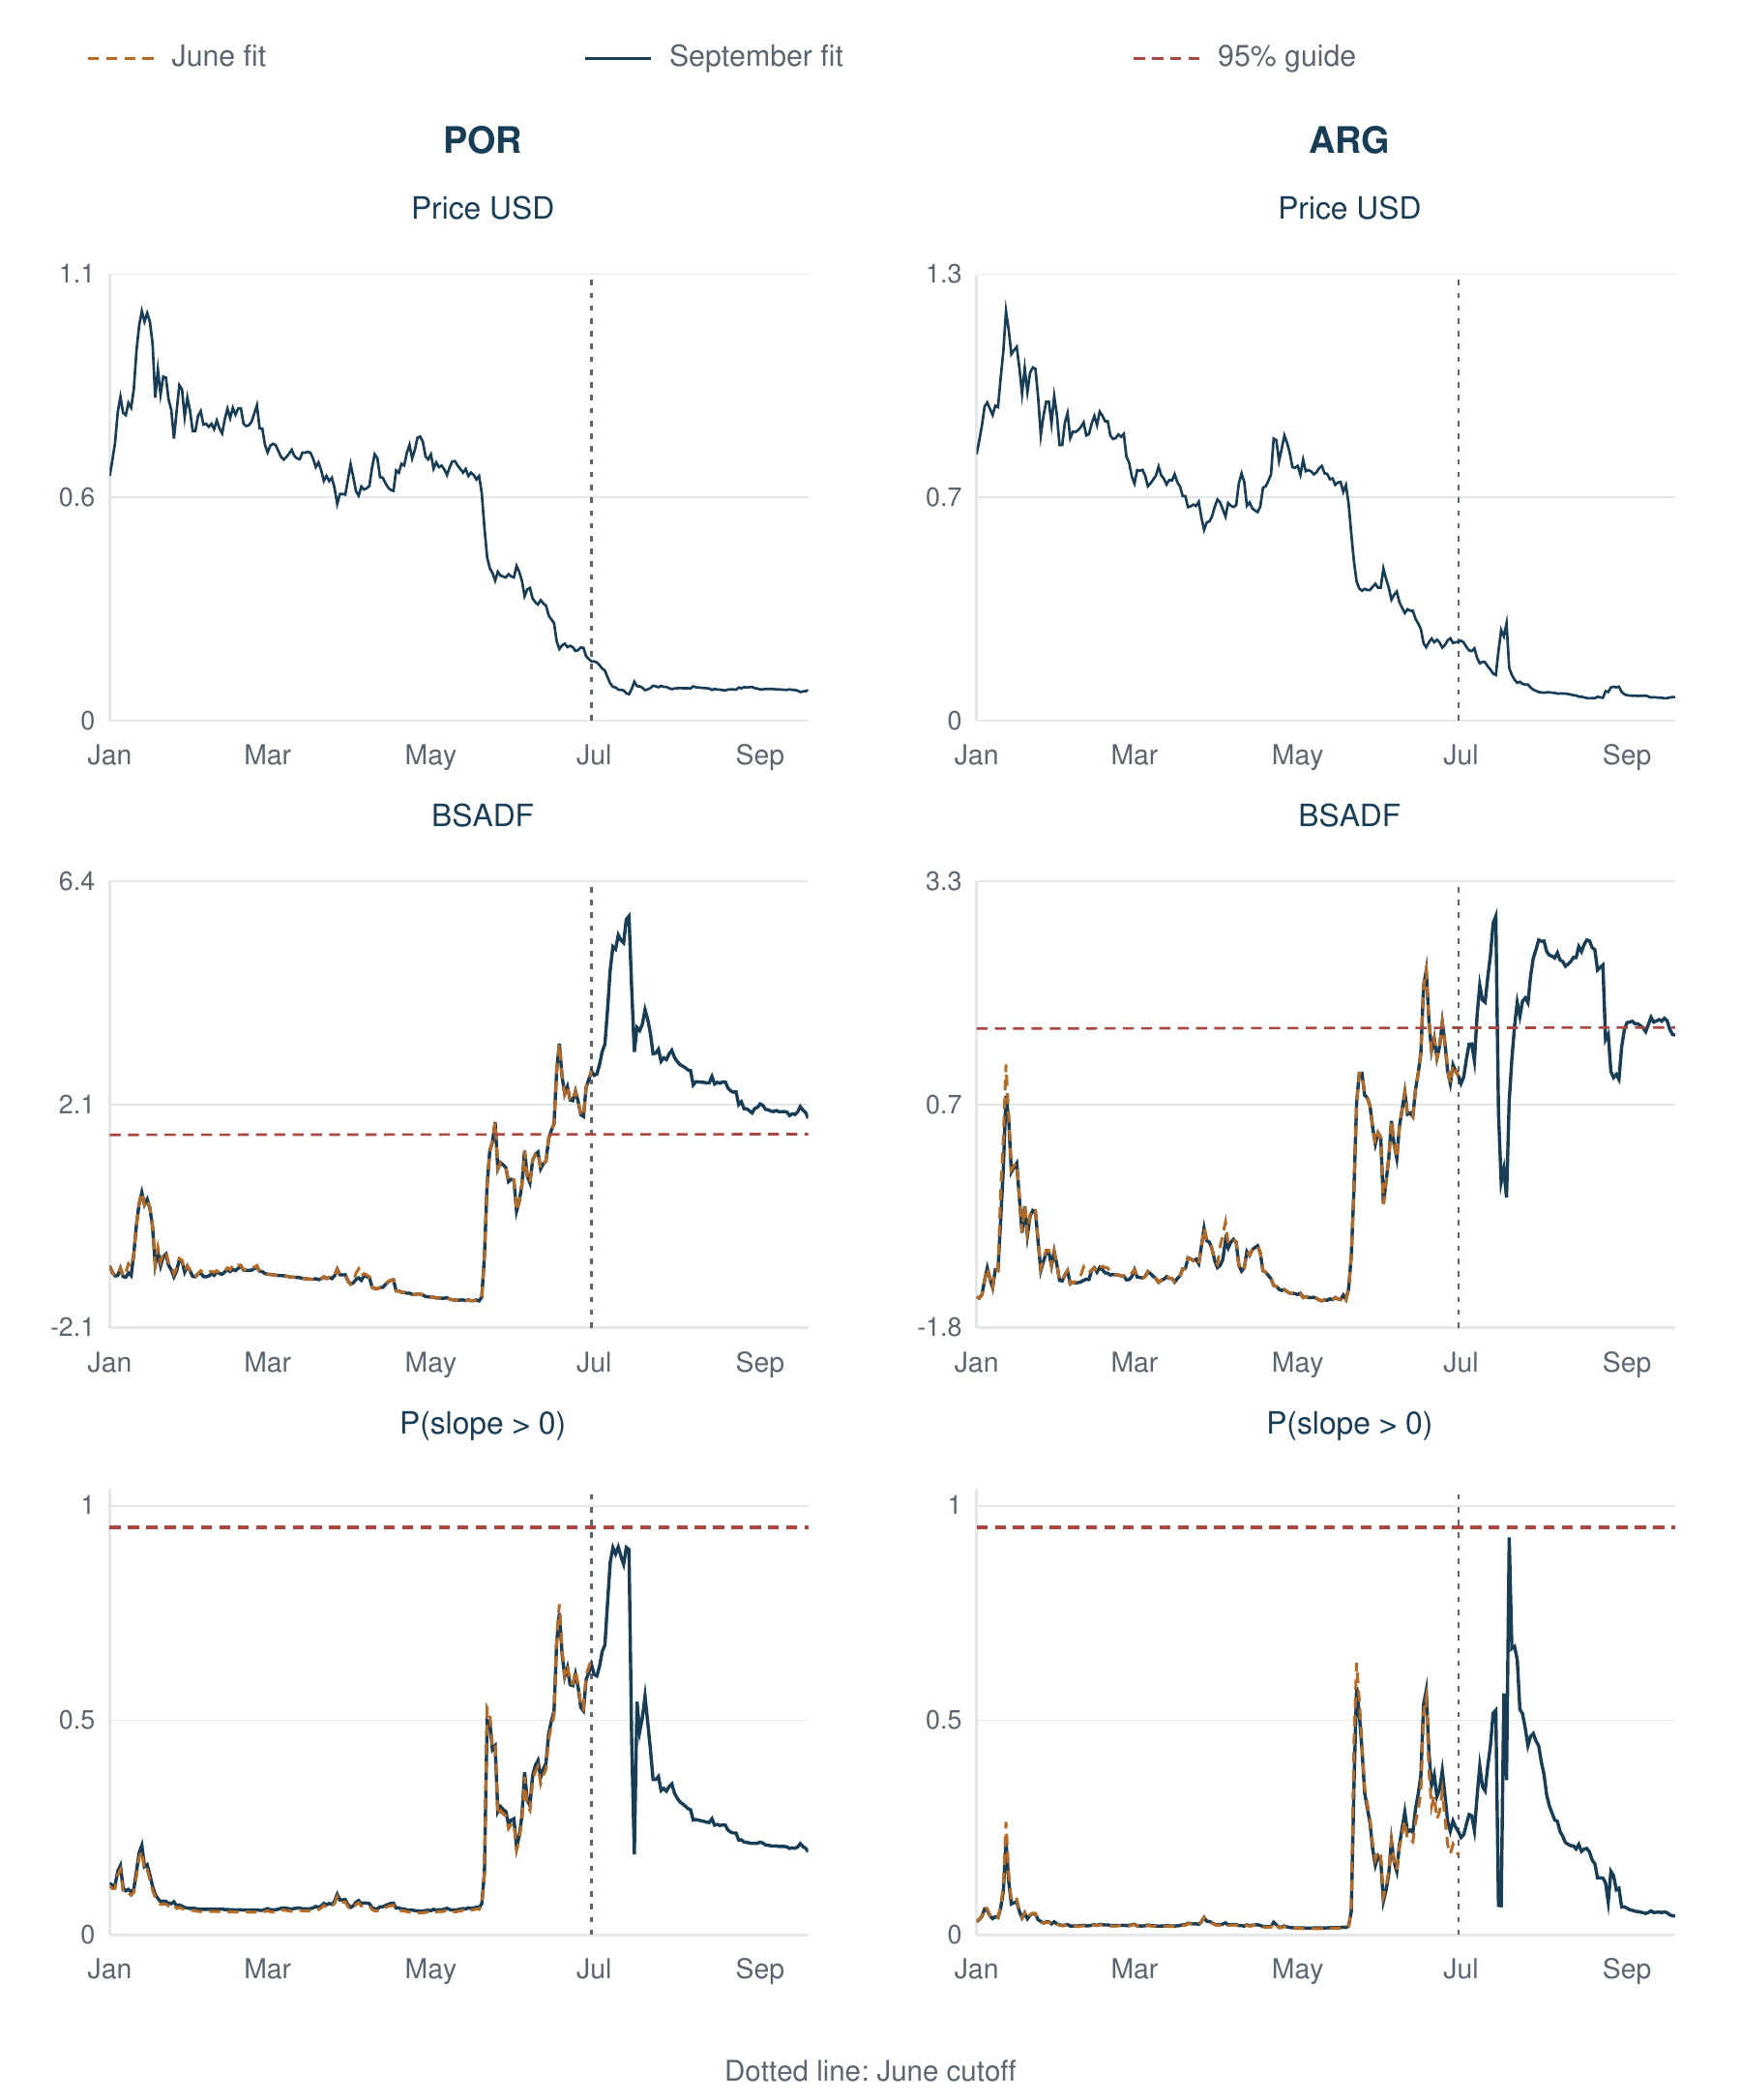 June fit
September fit
95% guide
POR
ARG
Price USD
Price USD
1.1
0.6
0
Jan
Mar
May
Jul
Sep
1.3
0.7
0
Jan
Mar
May
Jul
Sep
BSADF
BSADF
6.4
2.1
-2.1
Jan
Mar
May
Jul
Sep
3.3
0.7
-1.8
Jan
Mar
May
Jul
Sep
P(slope > 0)
P(slope > 0)
1
0.5
0
Jan
Mar
May
Jul
Sep
1
0.5
0
Jan
Mar
May
Jul
Sep
Dotted line: June cutoff